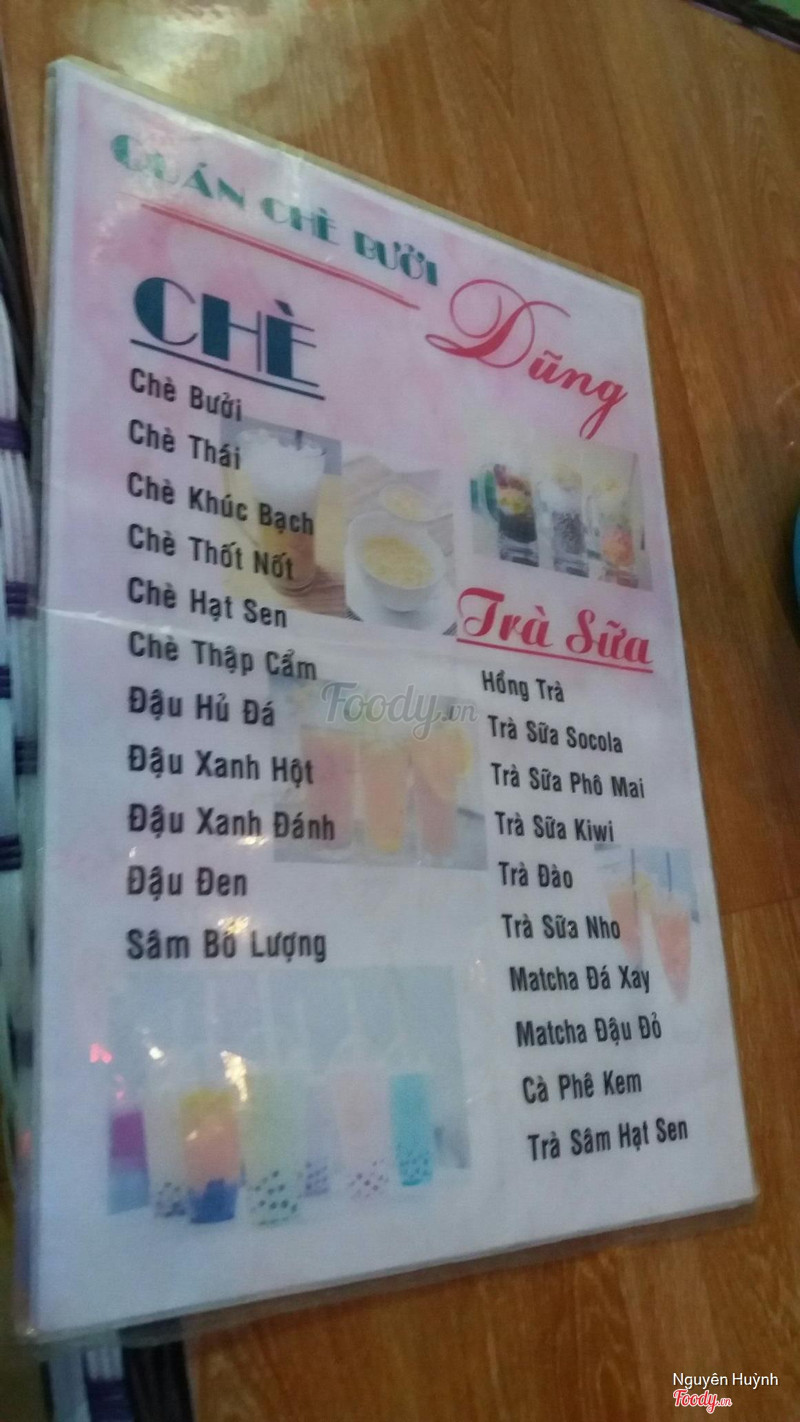 QUÁN CHÈ BƯỞI
Dũng
CHÈ
Chè Bưởi
Chè Thái
Chè Khúc Bạch
Chè Thốt Nốt
Chè Hạt Sen
Chè Thập Cẩm
Đậu Hủ Đá
Đậu Xanh Hột
Đậu Xanh Đánh
Đậu Đen
Sâm Bổ Lượng
Trà Sữa
Hồng Trà
Trà Sữa Socola
Trà Sữa Phô Mai
Trà Sữa Kiwi
Trà Đào
Trà Sữa Nho
Matcha Đá Xay
Matcha Đậu Đỏ
Cà Phê Kem
Trà Sâm Hạt Sen
Foody.vn
Nguyên Huỳnh
Foody.vn